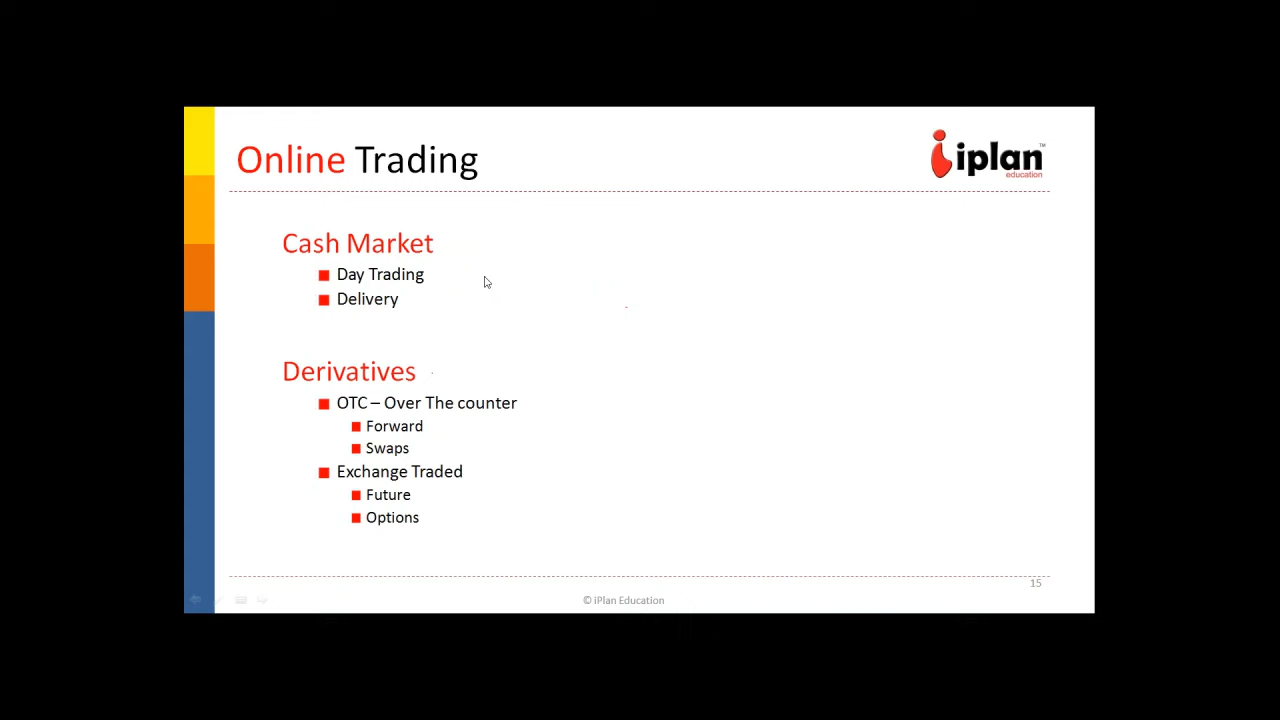 Online Trading
iplan™
education
Cash Market
Day Trading
Delivery
Derivatives
OTC – Over The counter
Forward
Swaps
Exchange Traded
Future
Options
15
© iPlan Education